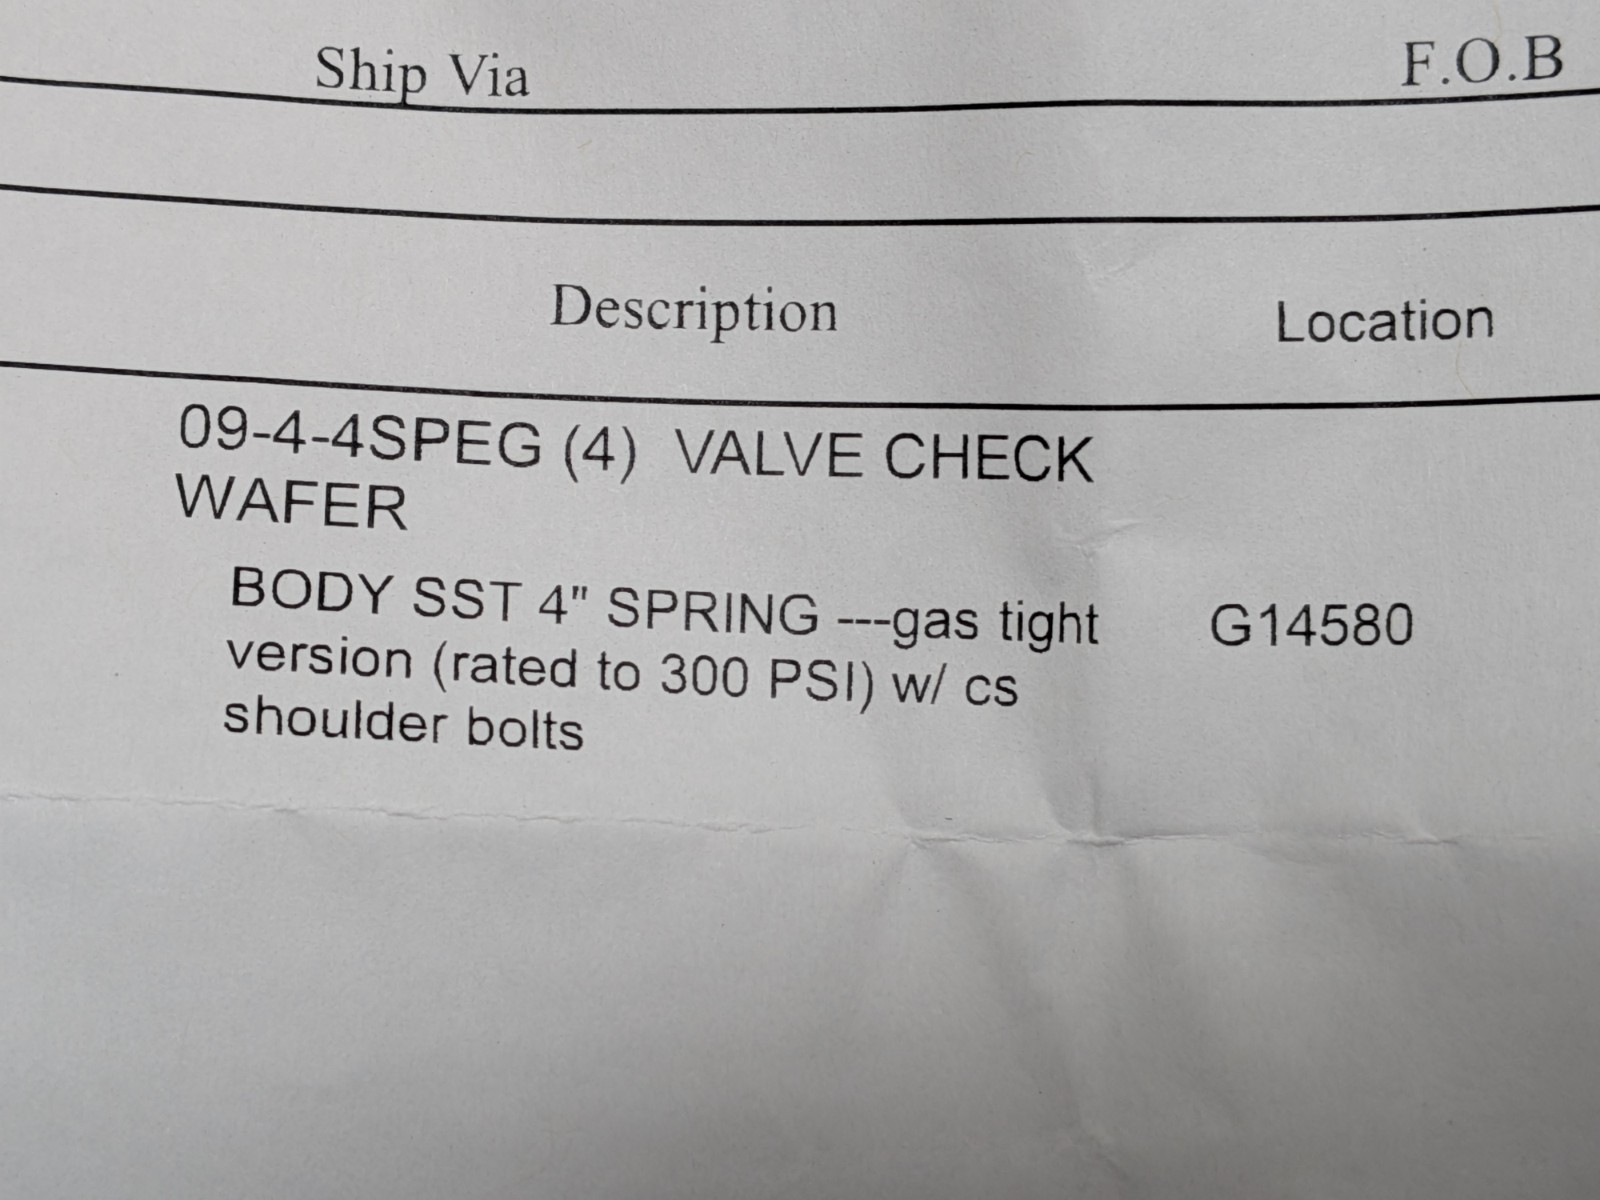 Ship Via F.O.B
Description Location
09-4-4SPEG (4) VALVE CHECK
WAFER
BODY SST 4" SPRING ---gas tight G14580
version (rated to 300 PSI) w/ cs
shoulder bolts